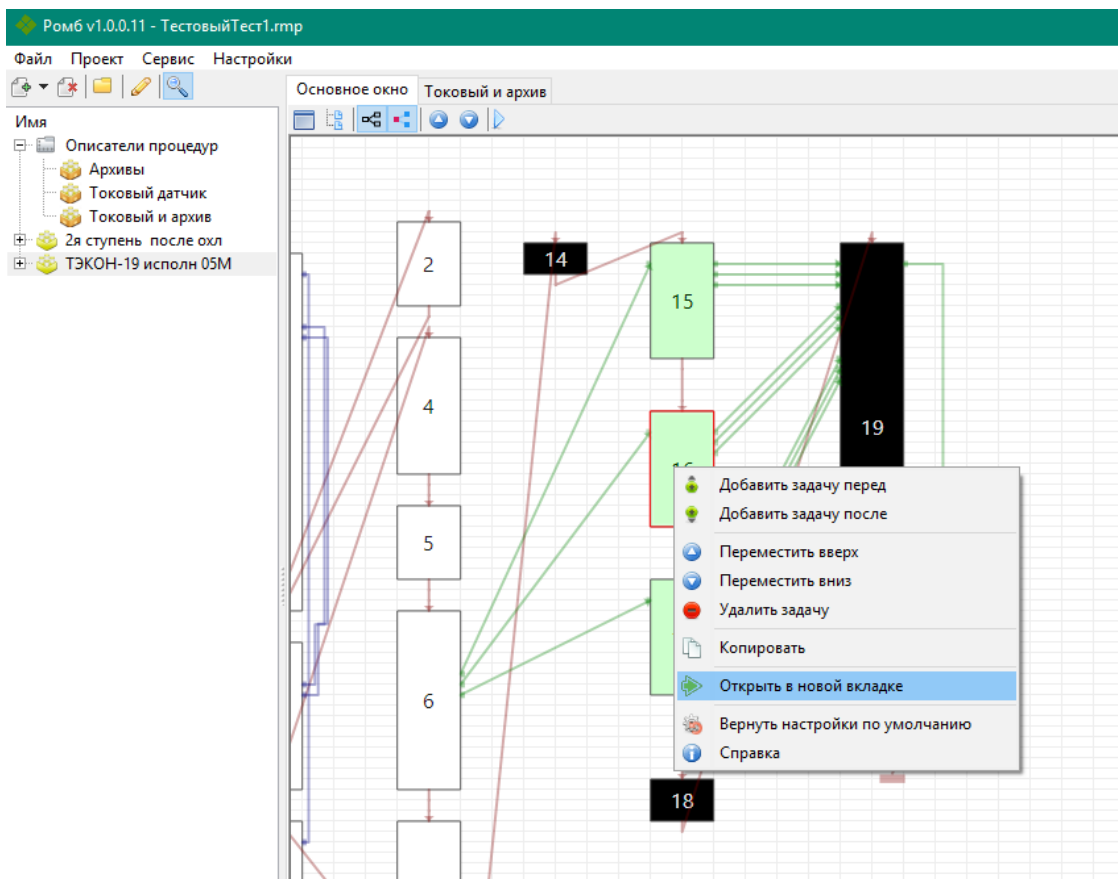 Ромб v1.0.0.11 - ТестовыйТест1.rmp
Файл Проект Сервис Настройки
Основное окно Токовый и архив
Имя
Описатели процедур
Архивы
Токовый датчик
Токовый и архив
2я ступень после охл
ТЭКОН-19 исполн 05М
2
14
15
4
19
16
5
6
18
Добавить задачу перед
Добавить задачу после
Переместить вверх
Переместить вниз
Удалить задачу
Копировать
Открыть в новой вкладке
Вернуть настройки по умолчанию
Справка